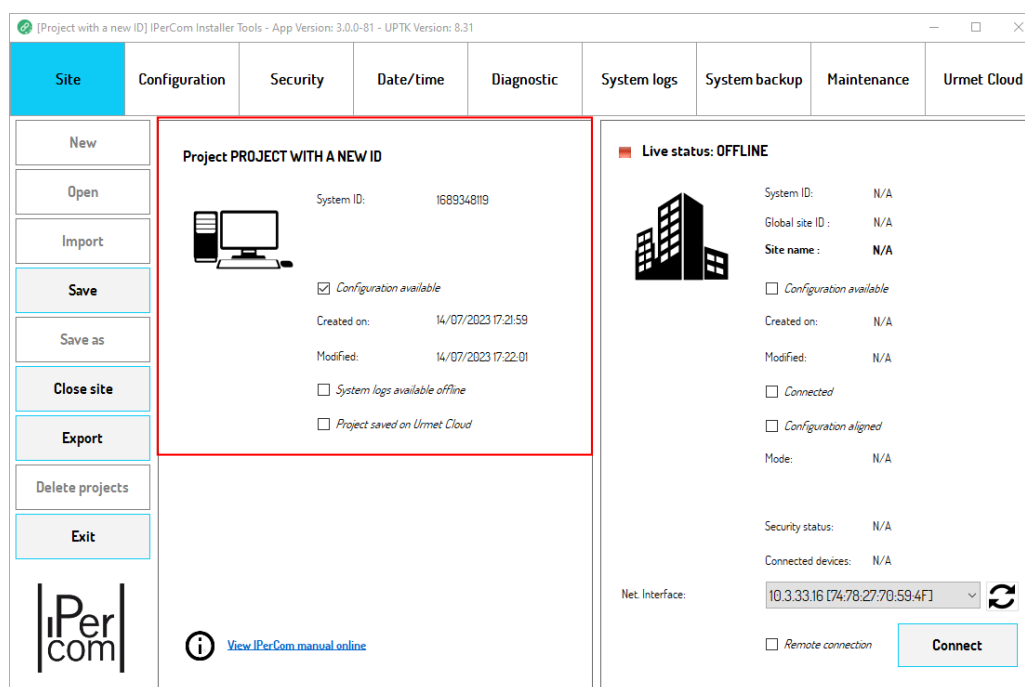 [Project with a new ID] IPerCom Installer Tools - App Version: 3.0.0-81 - UPTK Version: 8.31
Site
Configuration
Security
Date/time
Diagnostic
System logs
System backup
Maintenance
Urmet Cloud
New
Open
Import
Save
Save as
Close site
Export
Delete projects
Exit
IPer
com
Project PROJECT WITH A NEW ID
System ID: 1689348119
Configuration available
Created on: 14/07/2023 17:21:59
Modified: 14/07/2023 17:22:01
System logs available offline
Project saved on Urmet Cloud
View IPerCom manual online
Live status: OFFLINE
System ID: N/A
Global site ID : N/A
Site name : N/A
Configuration available
Created on: N/A
Modified: N/A
Connected
Configuration aligned
Mode: N/A
Security status: N/A
Connected devices: N/A
Net. Interface: 10.3.33.16 [74:78:27:70:59:4F]
Remote connection
Connect